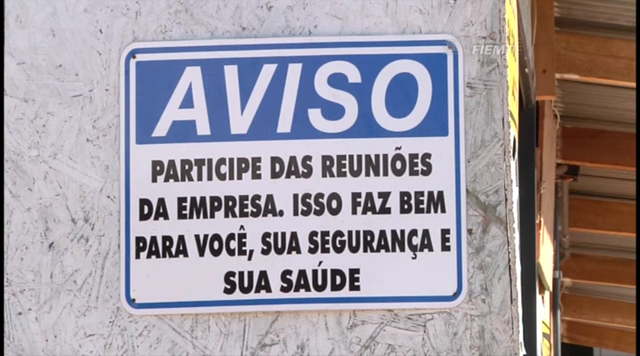 FIEMT
AVISO
PARTICIPE DAS REUNIÕES
DA EMPRESA. ISSO FAZ BEM
PARA VOCÊ, SUA SEGURANÇA E
SUA SAÚDE